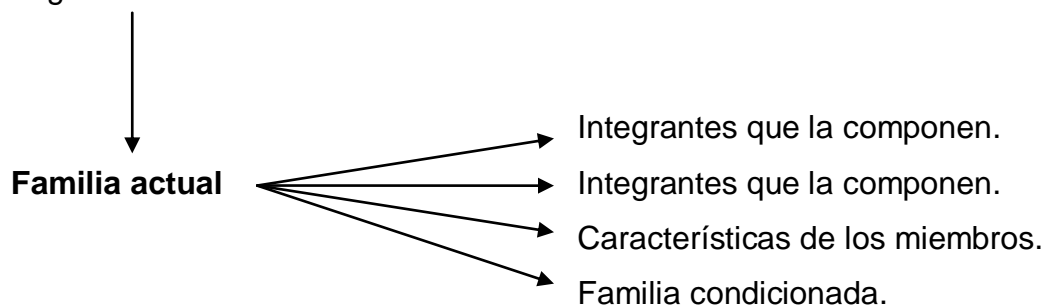 Integrantes que la componen.
Familia actual
Integrantes que la componen.
Características de los miembros.
Familia condicionada.